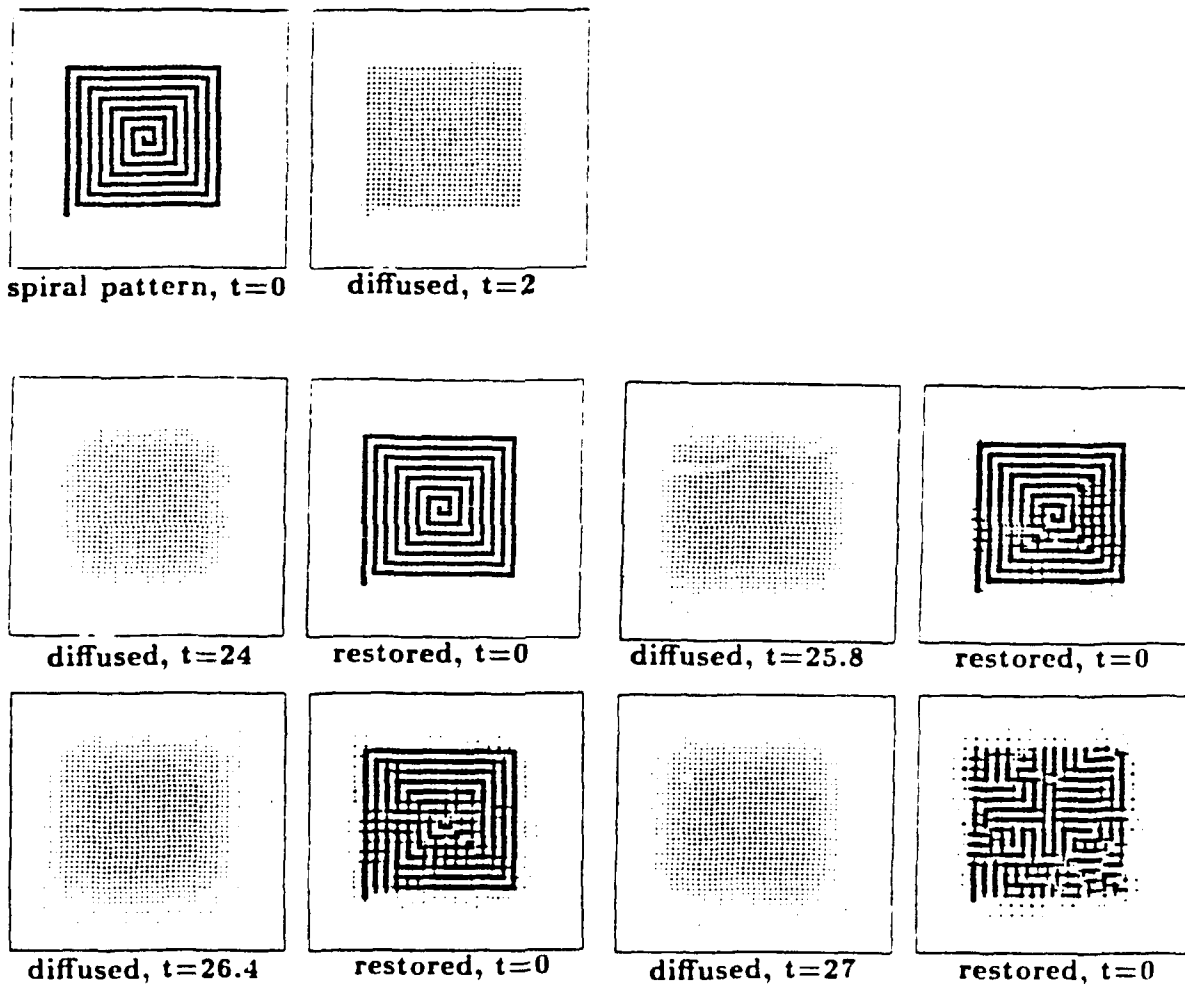 spiral pattern, t=0
diffused, t=2
diffused, t=24
restored, t=0
diffused, t=25.8
restored, t=0
diffused, t=26.4
restored, t=0
diffused, t=27
restored, t=0